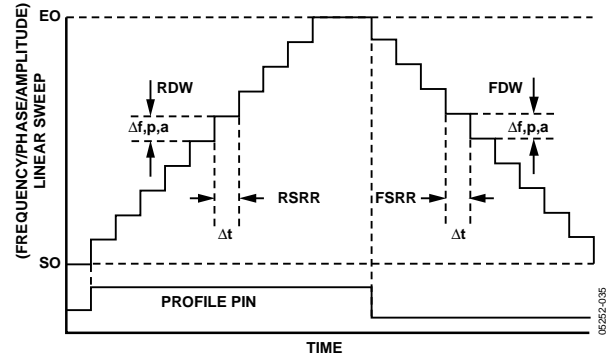 (FREQUENCY/PHASE/AMPLITUDE)
LINEAR SWEEP
EO
RDW
FDW
Δf,p,a
Δf,p,a
RSRR
FSRR
Δt
Δt
SO
PROFILE PIN
TIME
05252-035